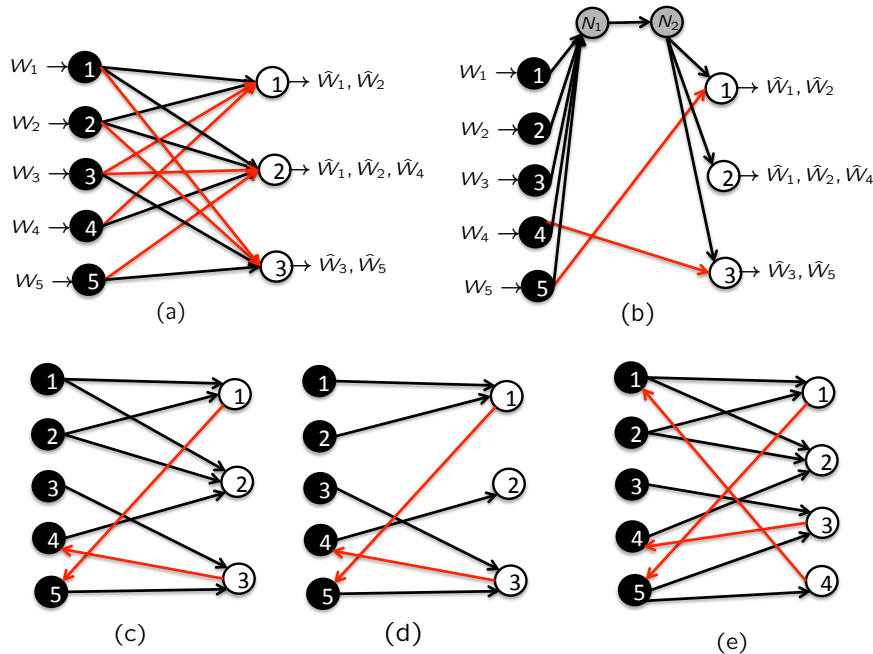 W₁ → 1
W₂ → 2
W₃ → 3
W₄ → 4
W₅ → 5
1 → Ŵ₁, Ŵ₂
2 → Ŵ₁, Ŵ₂, Ŵ₄
3 → Ŵ₃, Ŵ₅
(a)
N₁
N₂
W₁ → 1
W₂ → 2
W₃ → 3
W₄ → 4
W₅ → 5
1 → Ŵ₁, Ŵ₂
2 → Ŵ₁, Ŵ₂, Ŵ₄
3 → Ŵ₃, Ŵ₅
(b)
1
2
3
4
5
1
2
3
(c)
1
2
3
4
5
1
2
3
(d)
1
2
3
4
5
1
2
3
4
(e)